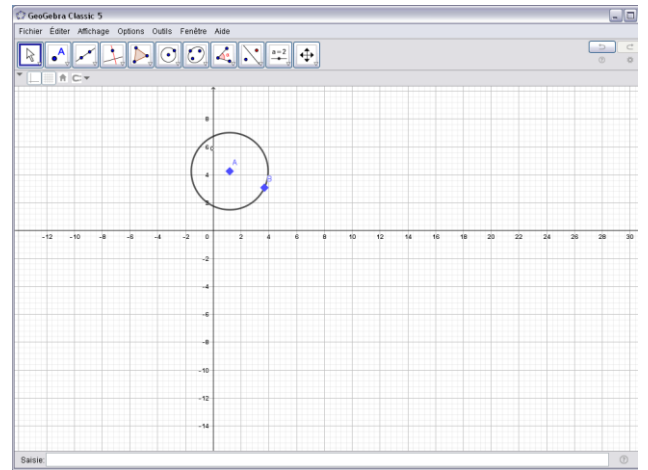 GeoGebra Classic 5
Fichier Éditer Affichage Options Outils Fenêtre Aide
A a=2
8
6 c
A
4
B
2
-12 -10 -8 -6 -4 -2 0 2 4 6 8 10 12 14 16 18 20 22 24 26 28 30
-2
-4
-6
-8
-10
-12
-14
Saisie: